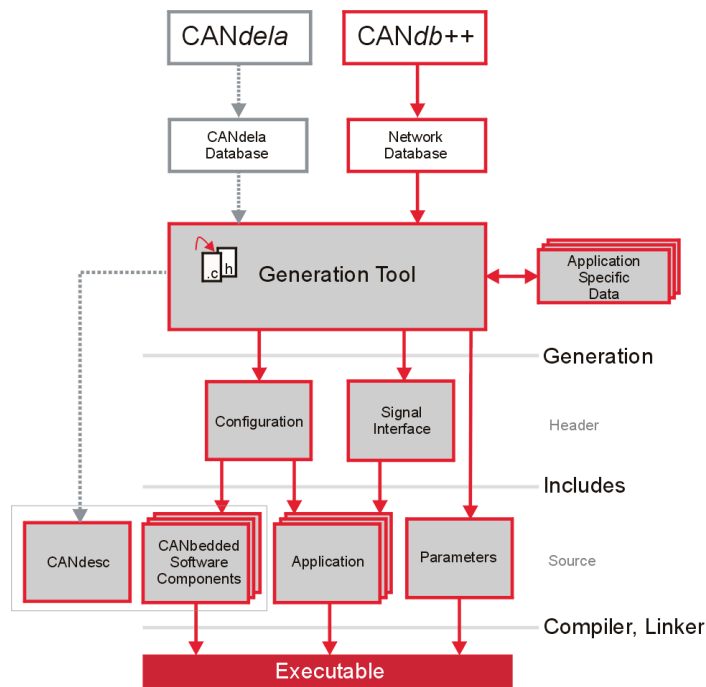 CANdela
CANdb++
CANdela
Database
Network
Database
.c
h
Generation Tool
Application
Specific
Data
Generation
Configuration
Signal
Interface
Header
Includes
CANdesc
CANbedded
Software
Components
Application
Parameters
Source
Compiler, Linker
Executable